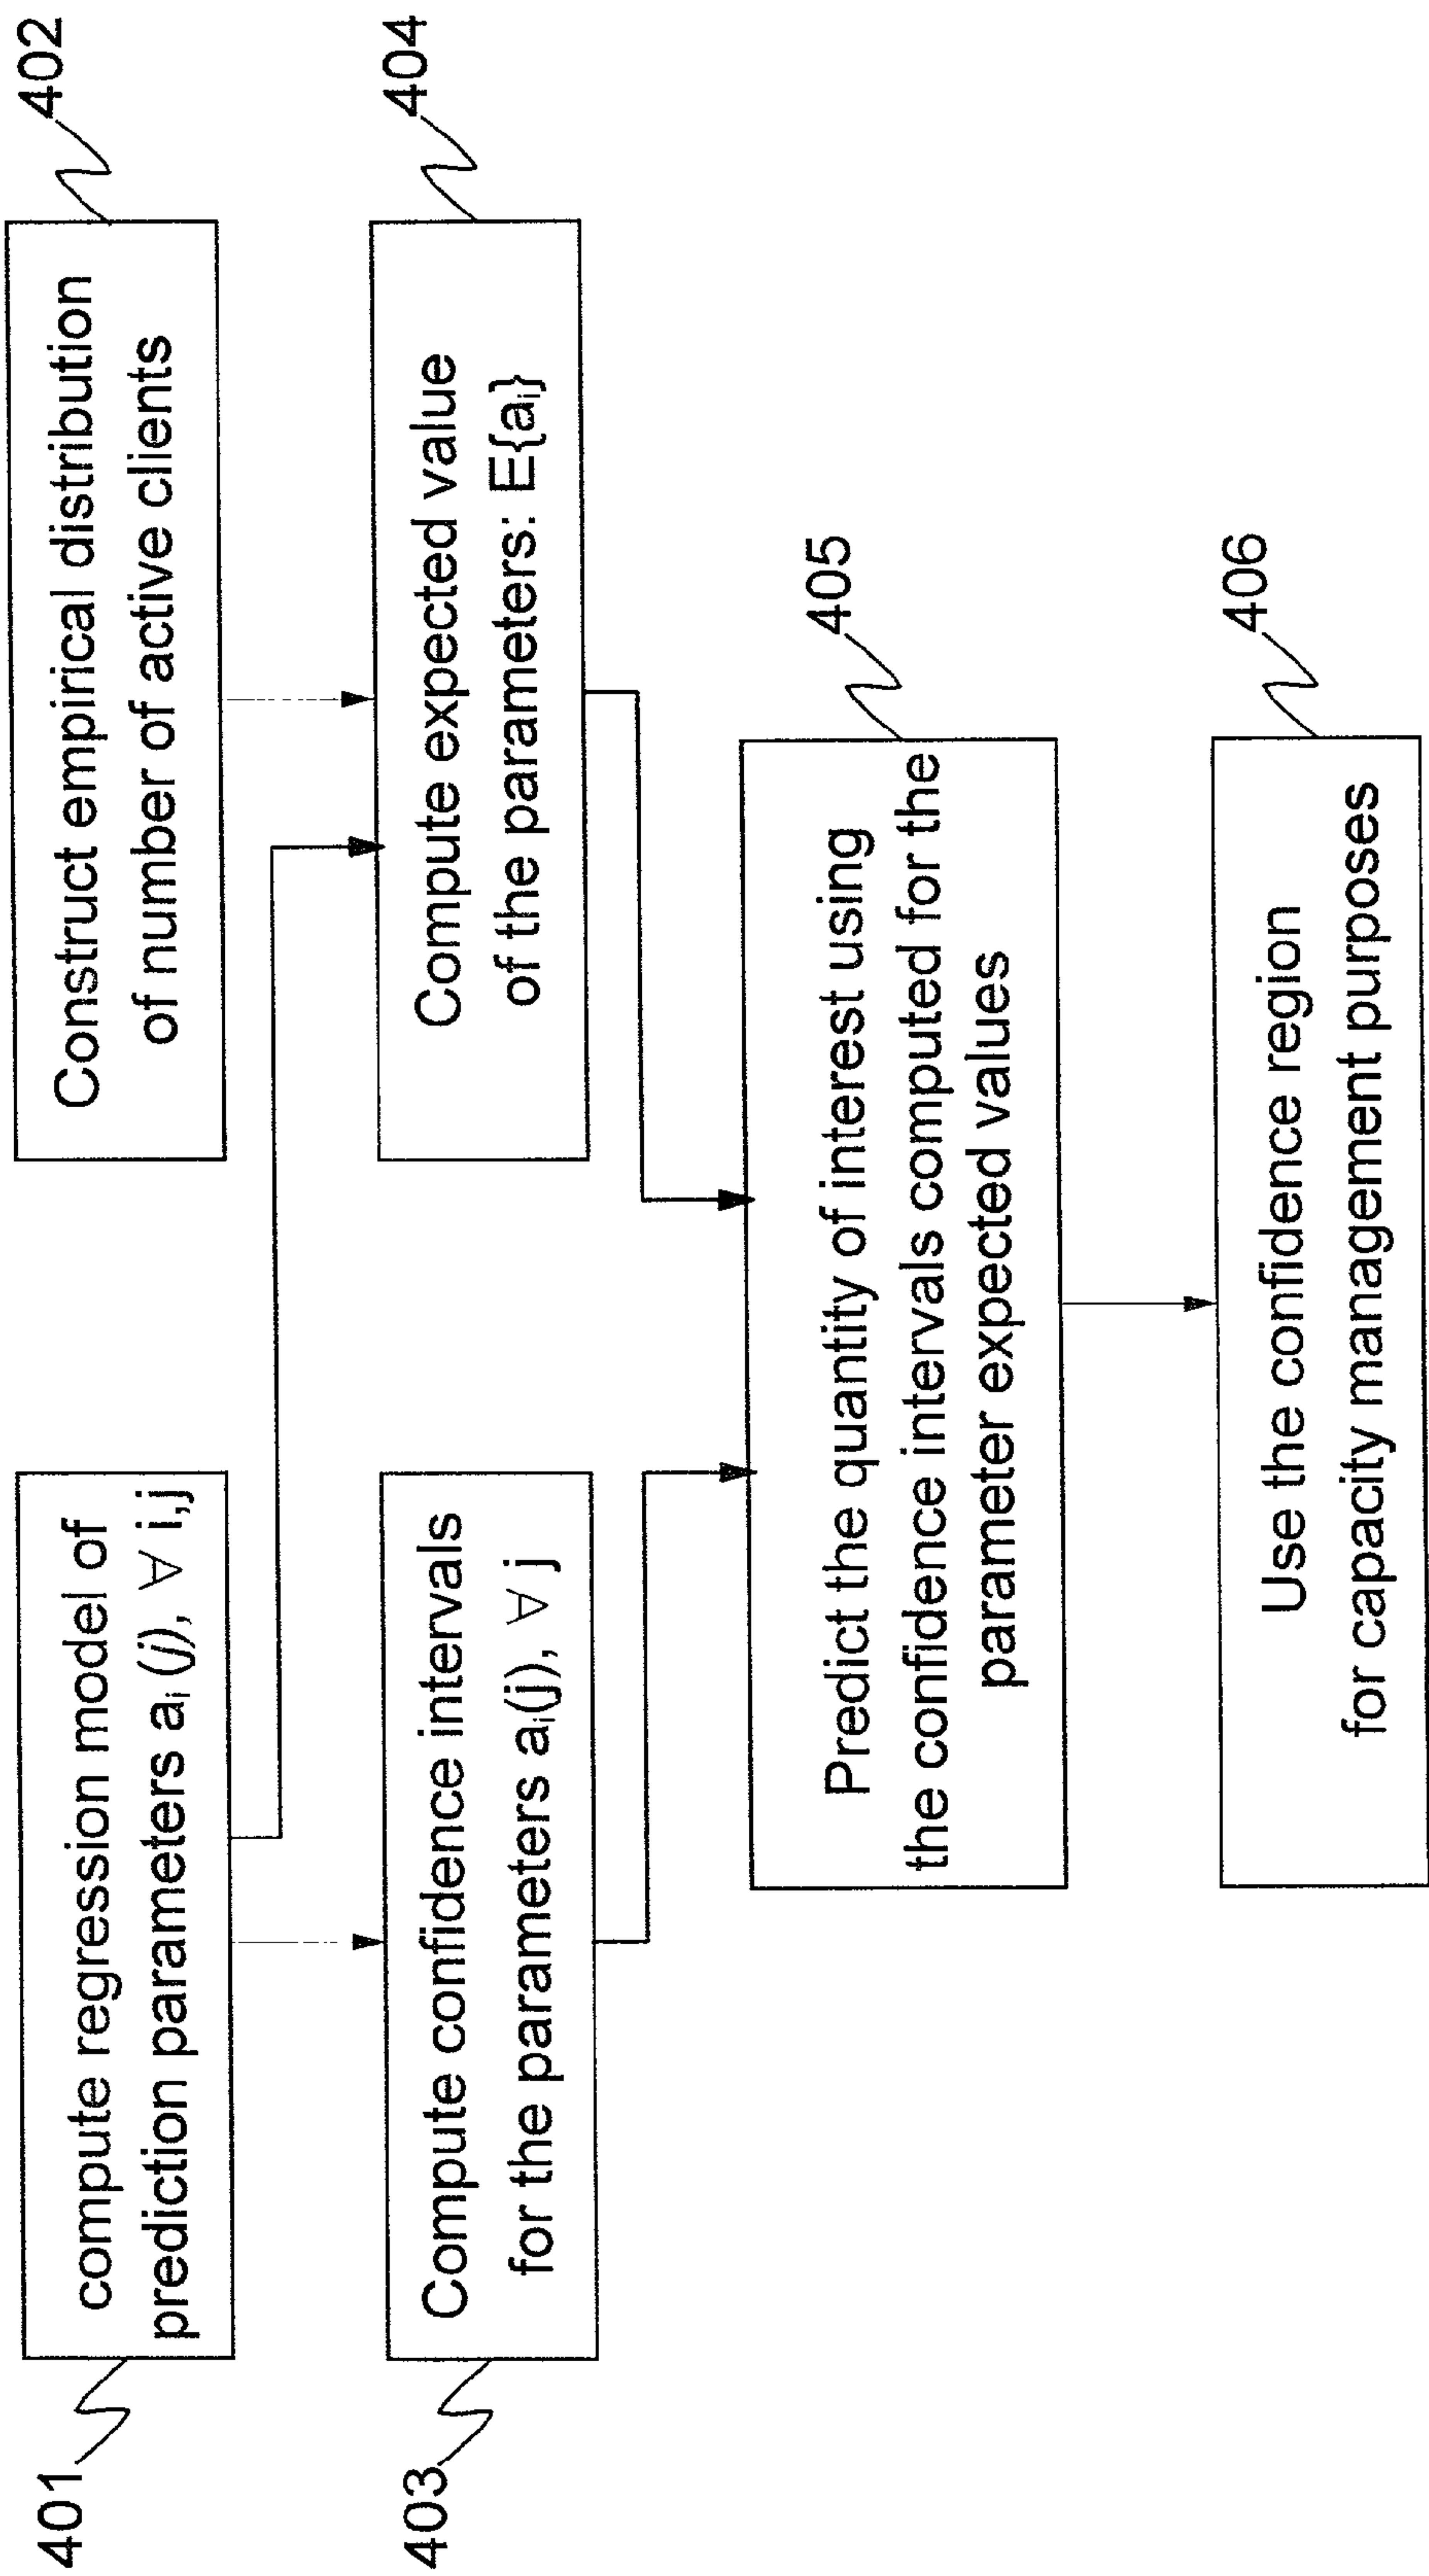 401
compute regression model of
prediction parameters aᵢ (j), ∀ i,j
402
Construct empirical distribution
of number of active clients
403
Compute confidence intervals
for the parameters aᵢ(j), ∀ j
404
Compute expected value
of the parameters: E{aᵢ}
405
Predict the quantity of interest using
the confidence intervals computed for the
parameter expected values
406
Use the confidence region
for capacity management purposes